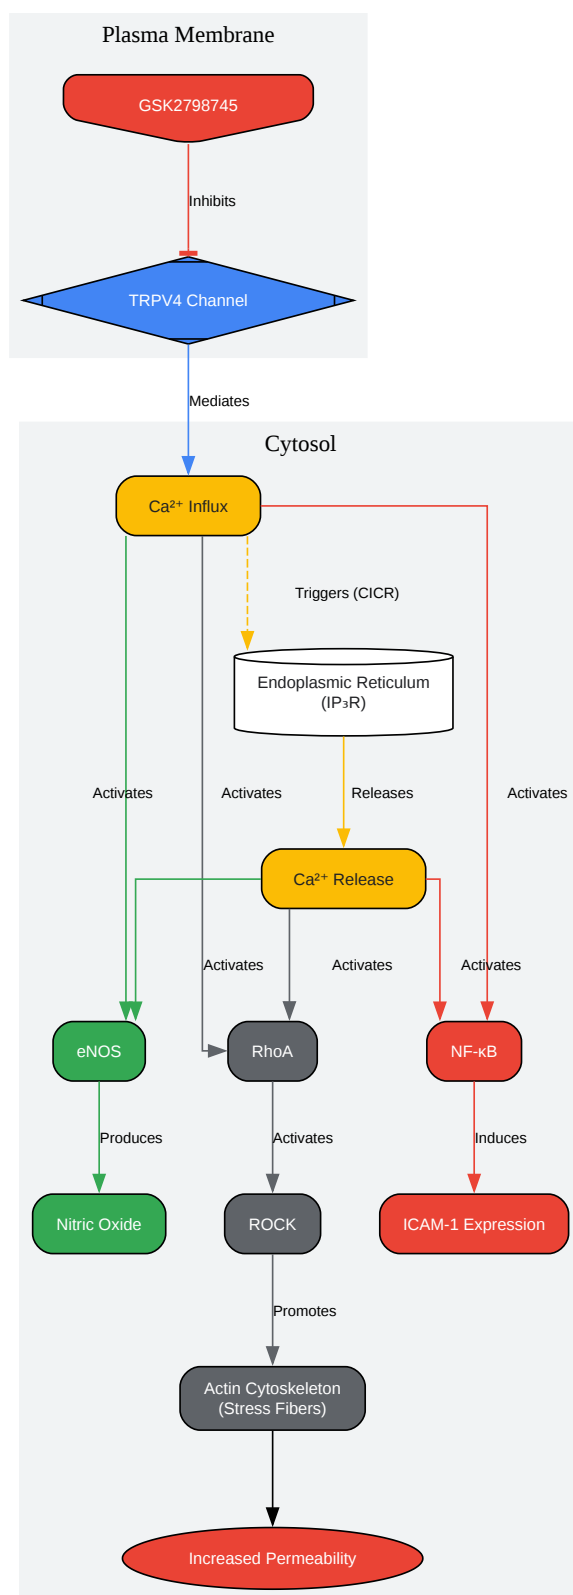 Plasma Membrane
GSK2798745
Inhibits
TRPV4 Channel
Mediates
Cytosol
Ca²⁺ Influx
Triggers (CICR)
Endoplasmic Reticulum
(IP₃R)
Activates
Activates
Releases
Activates
Ca²⁺ Release
Activates
Activates
Activates
eNOS
RhoA
NF-κB
Produces
Activates
Induces
Nitric Oxide
ROCK
ICAM-1 Expression
Promotes
Actin Cytoskeleton
(Stress Fibers)
Increased Permeability